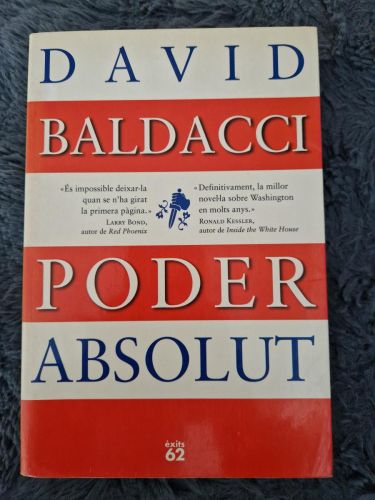 DAVID
BALDACCI
«És impossible deixar-la
quan se n'ha girat
la primera pàgina.»
LARRY BOND,
autor de Red Phoenix
«Definitivament, la millor
novel·la sobre Washington
en molts anys.»
RONALD KESSLER,
autor de Inside the White House
PODER
ABSOLUT
èxits
62